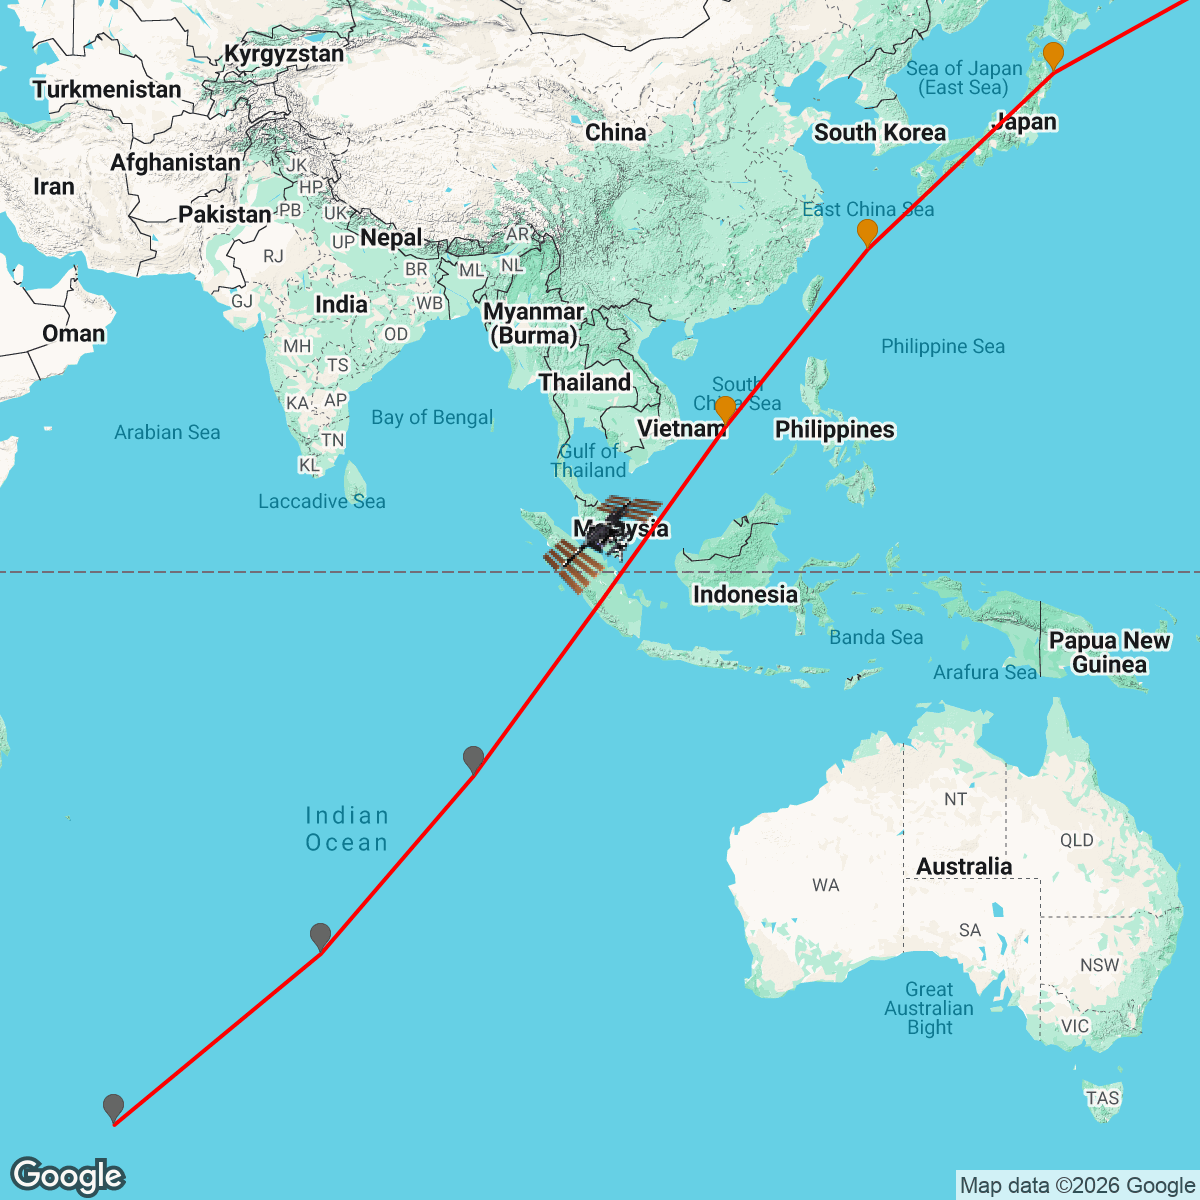 Kyrgyzstan
Turkmenistan
Sea of Japan
(East Sea)
China
South Korea
Japan
Afghanistan
JK
Iran
HP
Pakistan
PB
UK
East China Sea
Nepal
AR
UP
RJ
BR
ML
NL
GJ
India
WB
Myanmar
(Burma)
Oman
OD
MH
Philippine Sea
TS
Thailand
South
China Sea
KA
AP
Bay of Bengal
Arabian Sea
Vietnam
Philippines
TN
Gulf of
Thailand
KL
Laccadive Sea
Malaysia
Indonesia
Banda Sea
Papua New
Guinea
Arafura Sea
Indian
Ocean
NT
QLD
Australia
WA
SA
NSW
Great
Australian
Bight
VIC
TAS
Google
Map data ©2026 Google